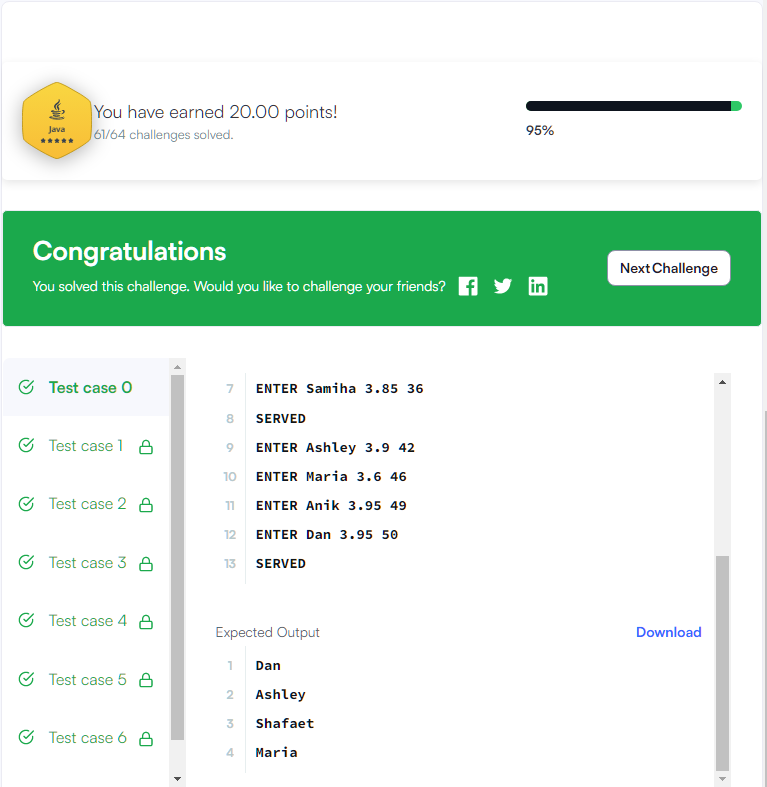 You have earned 20.00 points!
61/64 challenges solved.
Java
95%
Congratulations
You solved this challenge. Would you like to challenge your friends?
Next Challenge
Test case 0
Test case 1
Test case 2
Test case 3
Test case 4
Test case 5
Test case 6
7 ENTER Samiha 3.85 36
8 SERVED
9 ENTER Ashley 3.9 42
10 ENTER Maria 3.6 46
11 ENTER Anik 3.95 49
12 ENTER Dan 3.95 50
13 SERVED
Expected Output
Download
1 Dan
2 Ashley
3 Shafaet
4 Maria